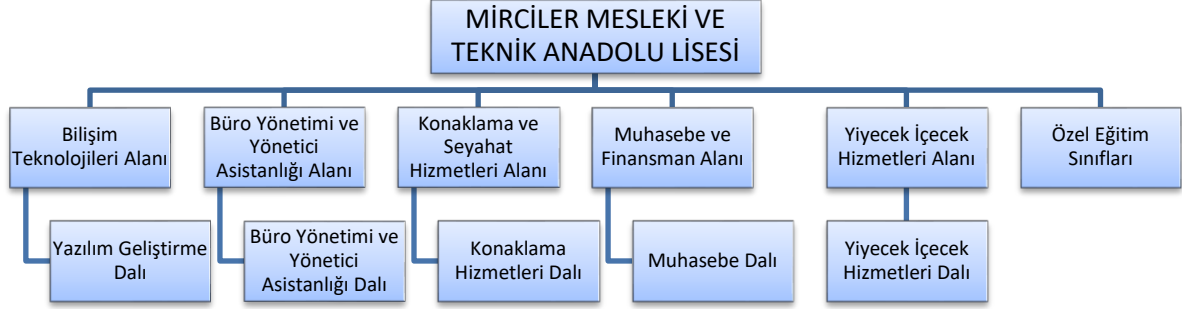 MİRCİLER MESLEKİ VE
TEKNİK ANADOLU LİSESİ
Bilişim
Teknolojileri Alanı
Büro Yönetimi ve
Yönetici
Asistanlığı Alanı
Konaklama ve
Seyahat
Hizmetleri Alanı
Muhasebe ve
Finansman Alanı
Yiyecek İçecek
Hizmetleri Alanı
Özel Eğitim
Sınıfları
Yazılım Geliştirme
Dalı
Büro Yönetimi ve
Yönetici
Asistanlığı Dalı
Konaklama
Hizmetleri Dalı
Muhasebe Dalı
Yiyecek İçecek
Hizmetleri Dalı